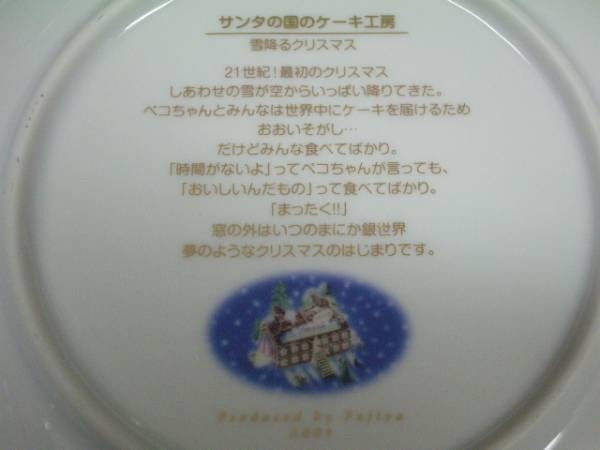 サンタの国のケーキ工房
雪降るクリスマス
21世紀!最初のクリスマス
しあわせの雪が空からいっぱい降りてきた。
ペコちゃんとみんなは世界中にケーキを届けるため
おおいそがし…
だけどみんな食べてばかり。
「時間がないよ」ってペコちゃんが言っても、
「おいしいんだもの」って食べてばかり。
「まったく!!」
窓の外はいつのまにか銀世界
夢のようなクリスマスのはじまりです。
Produced by Fujiya
2001